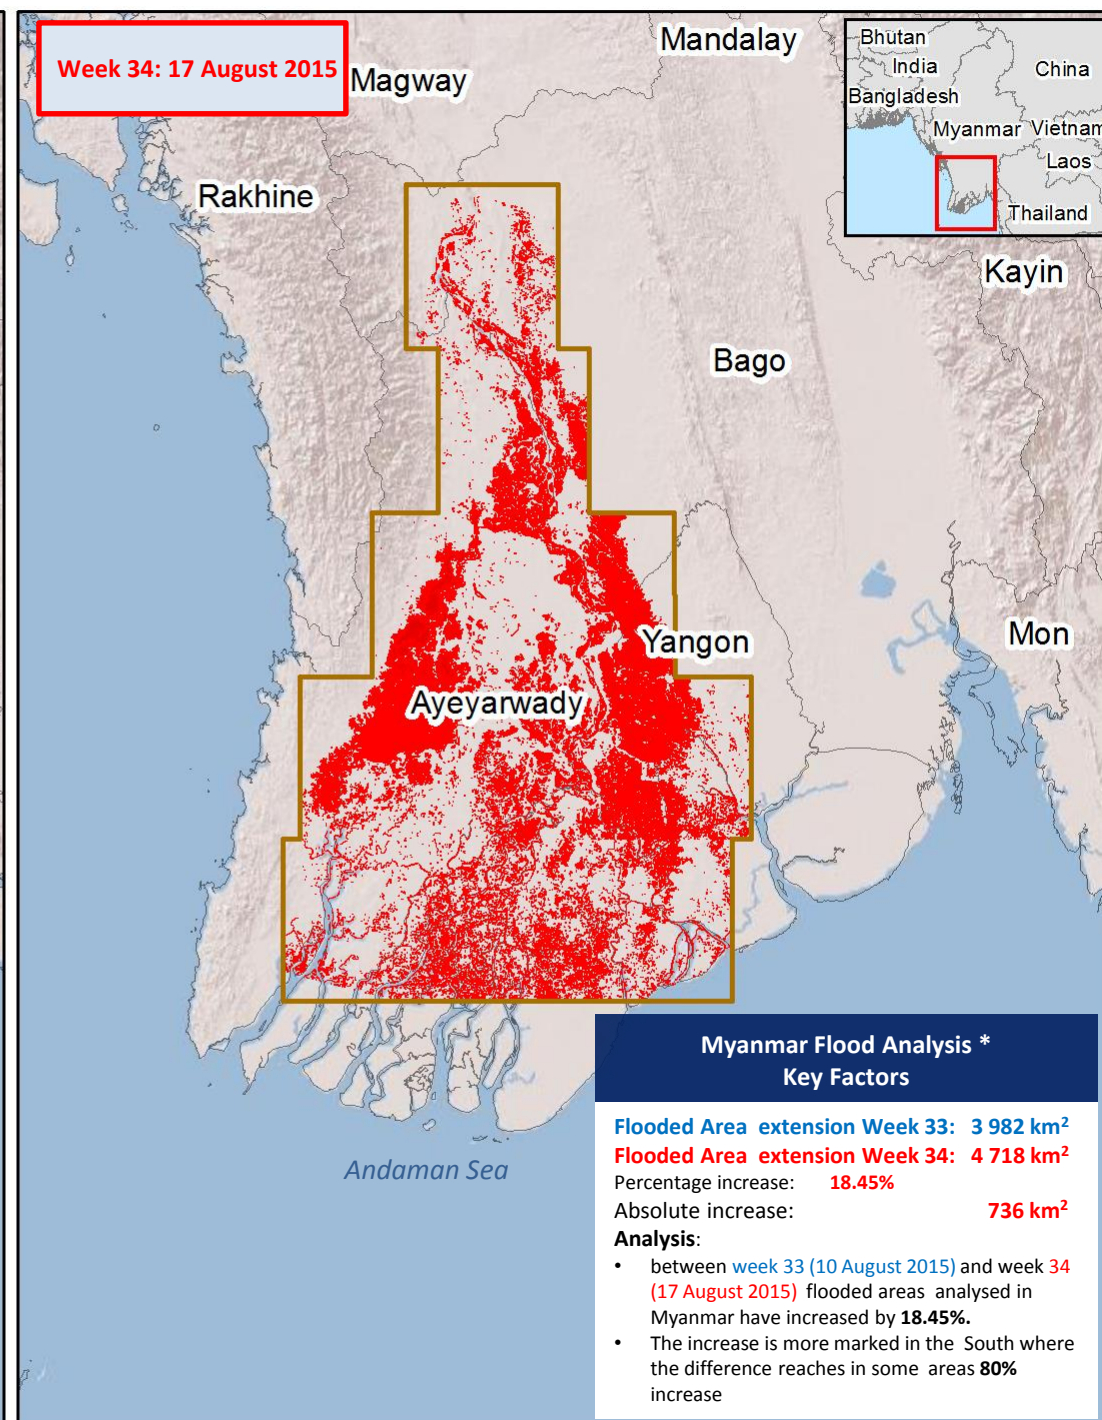 Week 34: 17 August 2015
Mandalay
Magway
Rakhine
Bhutan
India
China
Bangladesh
Myanmar
Vietnam
Laos
Thailand
Kayin
Bago
Yangon
Mon
Ayeyarwady
Andaman Sea
Myanmar Flood Analysis *
Key Factors
Flooded Area extension Week 33: 3 982 km²
Flooded Area extension Week 34: 4 718 km²
Percentage increase: 18.45%
Absolute increase: 736 km²
Analysis:
• between week 33 (10 August 2015) and week 34
(17 August 2015) flooded areas analysed in
Myanmar have increased by 18.45%.
• The increase is more marked in the South where
the difference reaches in some areas 80%
increase